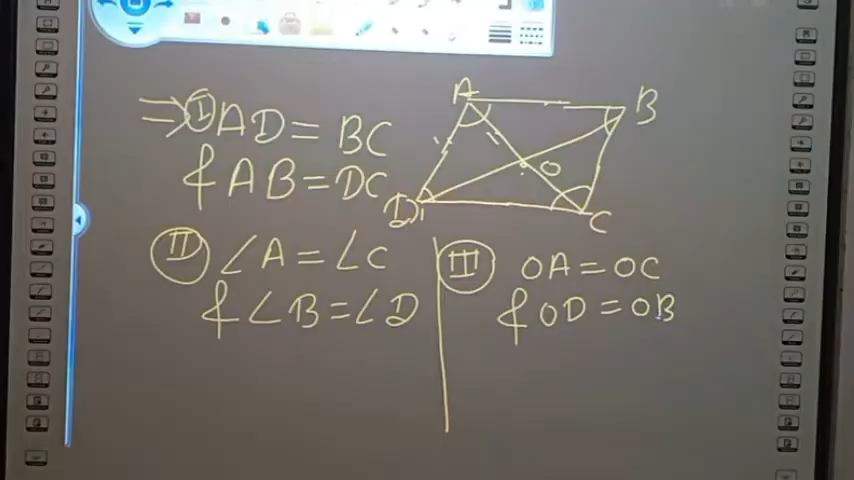 ⇒ Ⓘ AD = BC
& AB = DC
A
B
O
D
C
II ∠A = ∠C
& ∠B = ∠D
III OA = OC
& OD = OB